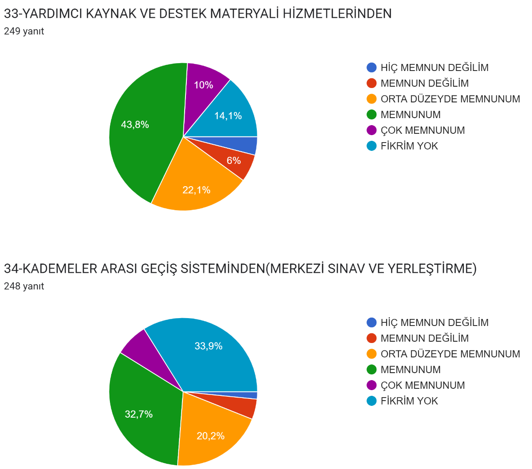 33-YARDIMCI KAYNAK VE DESTEK MATERYALİ HİZMETLERİNDEN
249 yanıt
HİÇ MEMNUN DEĞİLİM
MEMNUN DEĞİLİM
ORTA DÜZEYDE MEMNUNUM
MEMNUNUM
ÇOK MEMNUNUM
FİKRİM YOK
10%
14,1%
43,8%
6%
22,1%
34-KADEMELER ARASI GEÇİŞ SİSTEMİNDEN(MERKEZİ SINAV VE YERLEŞTİRME)
248 yanıt
HİÇ MEMNUN DEĞİLİM
MEMNUN DEĞİLİM
ORTA DÜZEYDE MEMNUNUM
MEMNUNUM
ÇOK MEMNUNUM
FİKRİM YOK
33,9%
32,7%
20,2%